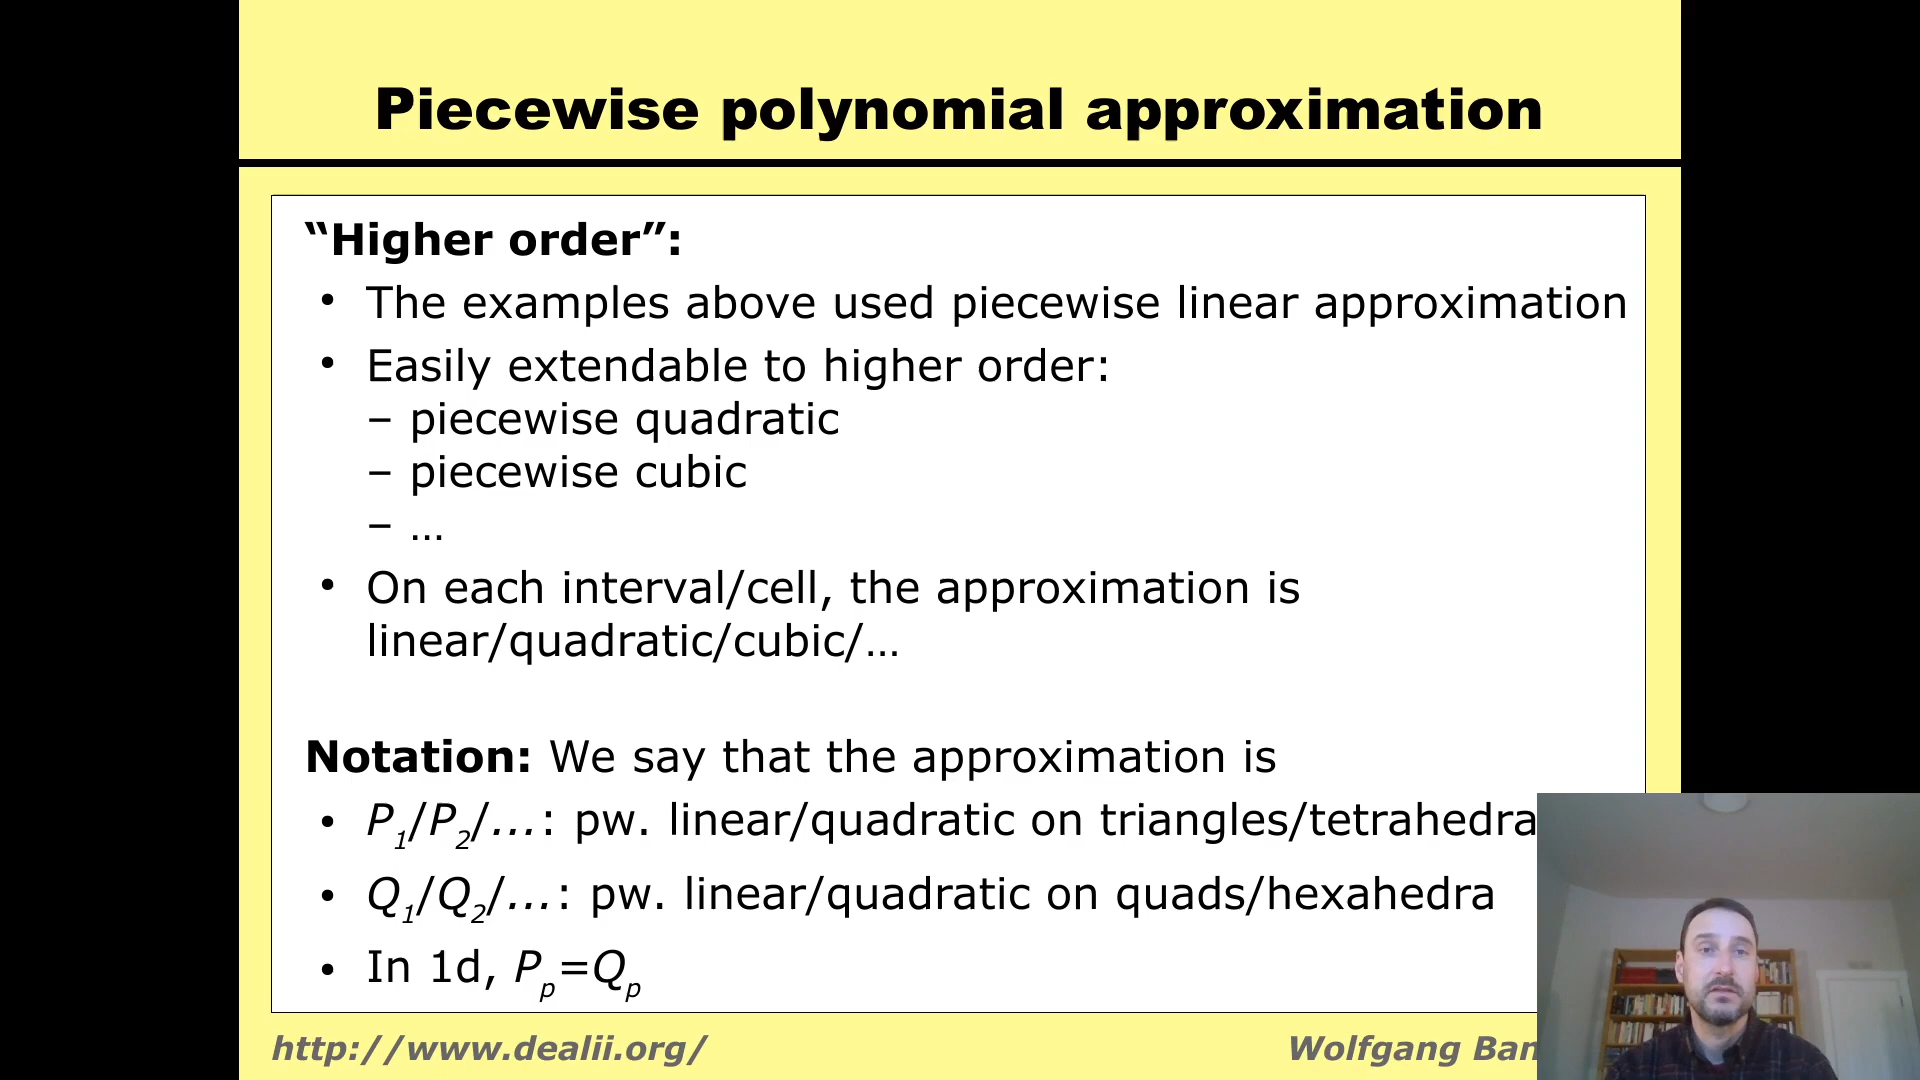 Piecewise polynomial approximation
“Higher order”:
• The examples above used piecewise linear approximation
• Easily extendable to higher order:
– piecewise quadratic
– piecewise cubic
– …
• On each interval/cell, the approximation is
linear/quadratic/cubic/…
Notation: We say that the approximation is
• P1/P2/…: pw. linear/quadratic on triangles/tetrahedra
• Q1/Q2/…: pw. linear/quadratic on quads/hexahedra
• In 1d, Pp=Qp
http://www.dealii.org/
Wolfgang